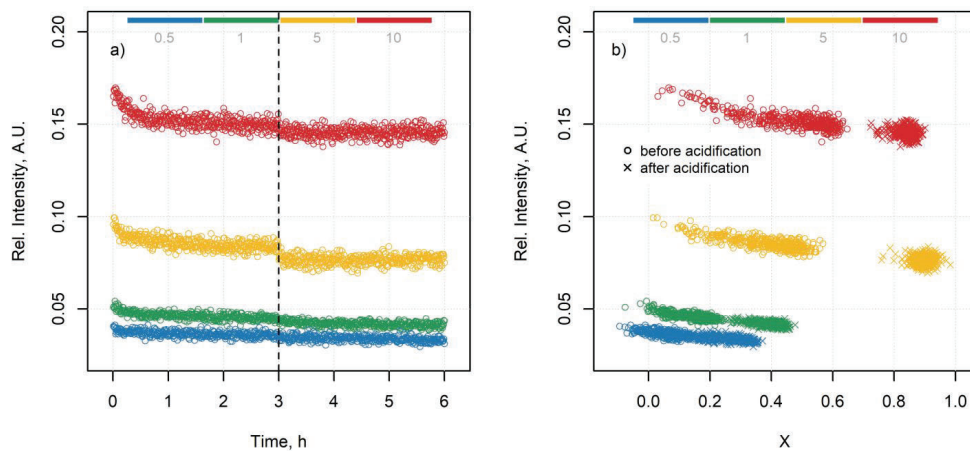 a)
0.5 1 5 10
Rel. Intensity, A.U.
0.20
0.15
0.10
0.05
0 1 2 3 4 5 6
Time, h
b)
0.5 1 5 10
○ before acidification
× after acidification
Rel. Intensity, A.U.
0.20
0.15
0.10
0.05
0.0 0.2 0.4 0.6 0.8 1.0
X